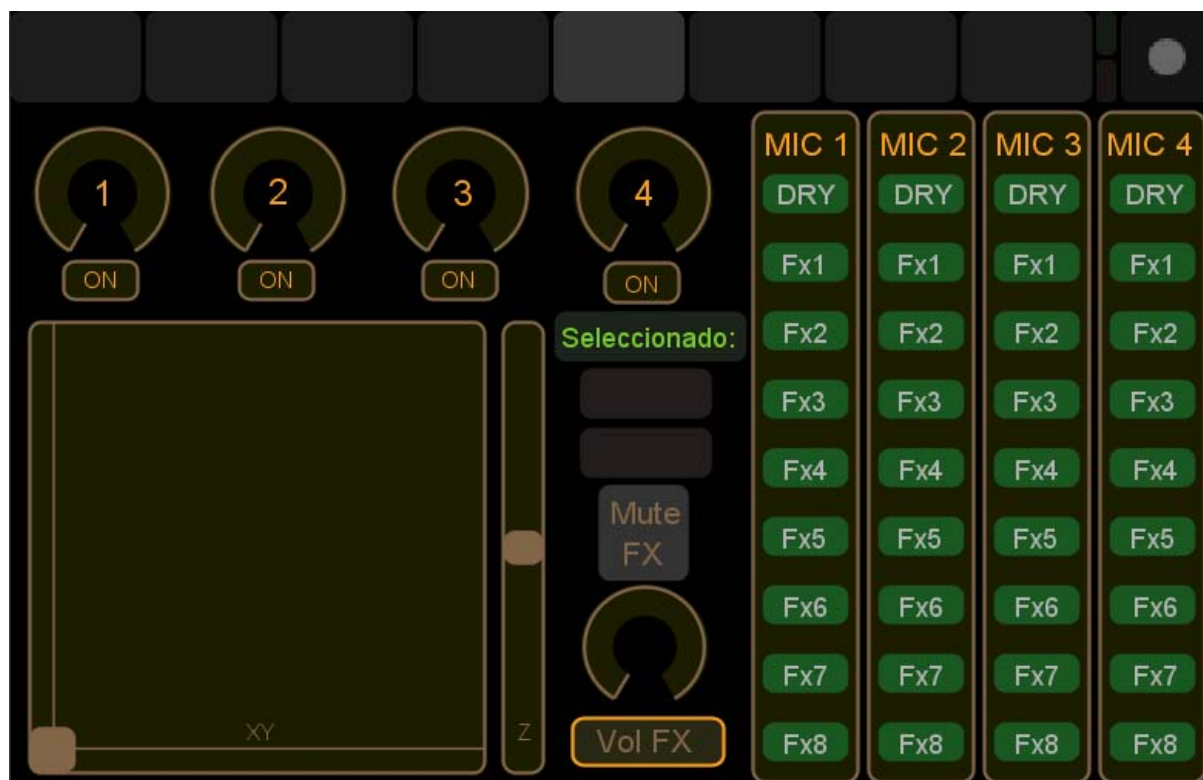 1 2 3 4
ON ON ON ON
XY
Z
Seleccionado:
Mute
FX
Vol FX
MIC 1 MIC 2 MIC 3 MIC 4
DRY DRY DRY DRY
Fx1 Fx1 Fx1 Fx1
Fx2 Fx2 Fx2 Fx2
Fx3 Fx3 Fx3 Fx3
Fx4 Fx4 Fx4 Fx4
Fx5 Fx5 Fx5 Fx5
Fx6 Fx6 Fx6 Fx6
Fx7 Fx7 Fx7 Fx7
Fx8 Fx8 Fx8 Fx8